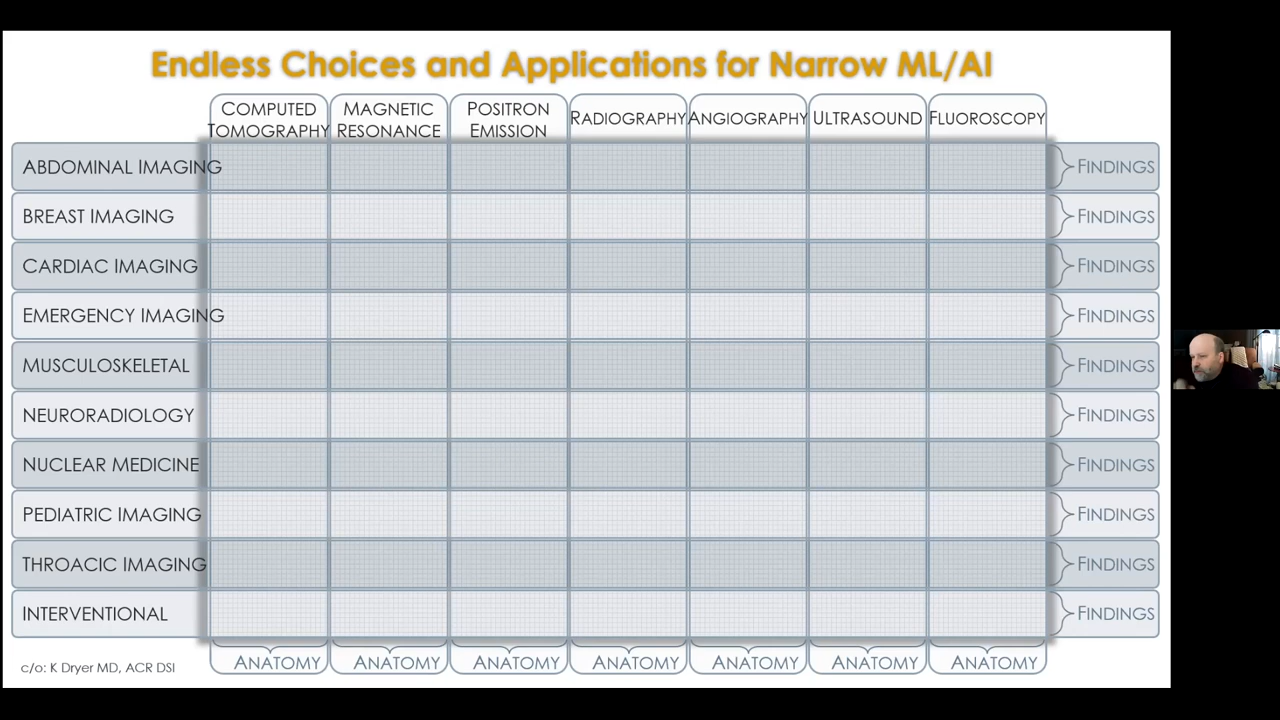 Endless Choices and Applications for Narrow ML/AI
COMPUTED TOMOGRAPHY
MAGNETIC RESONANCE
POSITRON EMISSION
RADIOGRAPHY
ANGIOGRAPHY
ULTRASOUND
FLUOROSCOPY
ABDOMINAL IMAGING
FINDINGS
BREAST IMAGING
FINDINGS
CARDIAC IMAGING
FINDINGS
EMERGENCY IMAGING
FINDINGS
MUSCULOSKELETAL
FINDINGS
NEURORADIOLOGY
FINDINGS
NUCLEAR MEDICINE
FINDINGS
PEDIATRIC IMAGING
FINDINGS
THROACIC IMAGING
FINDINGS
INTERVENTIONAL
FINDINGS
ANATOMY
ANATOMY
ANATOMY
ANATOMY
ANATOMY
ANATOMY
ANATOMY
c/o: K Dryer MD, ACR DSI